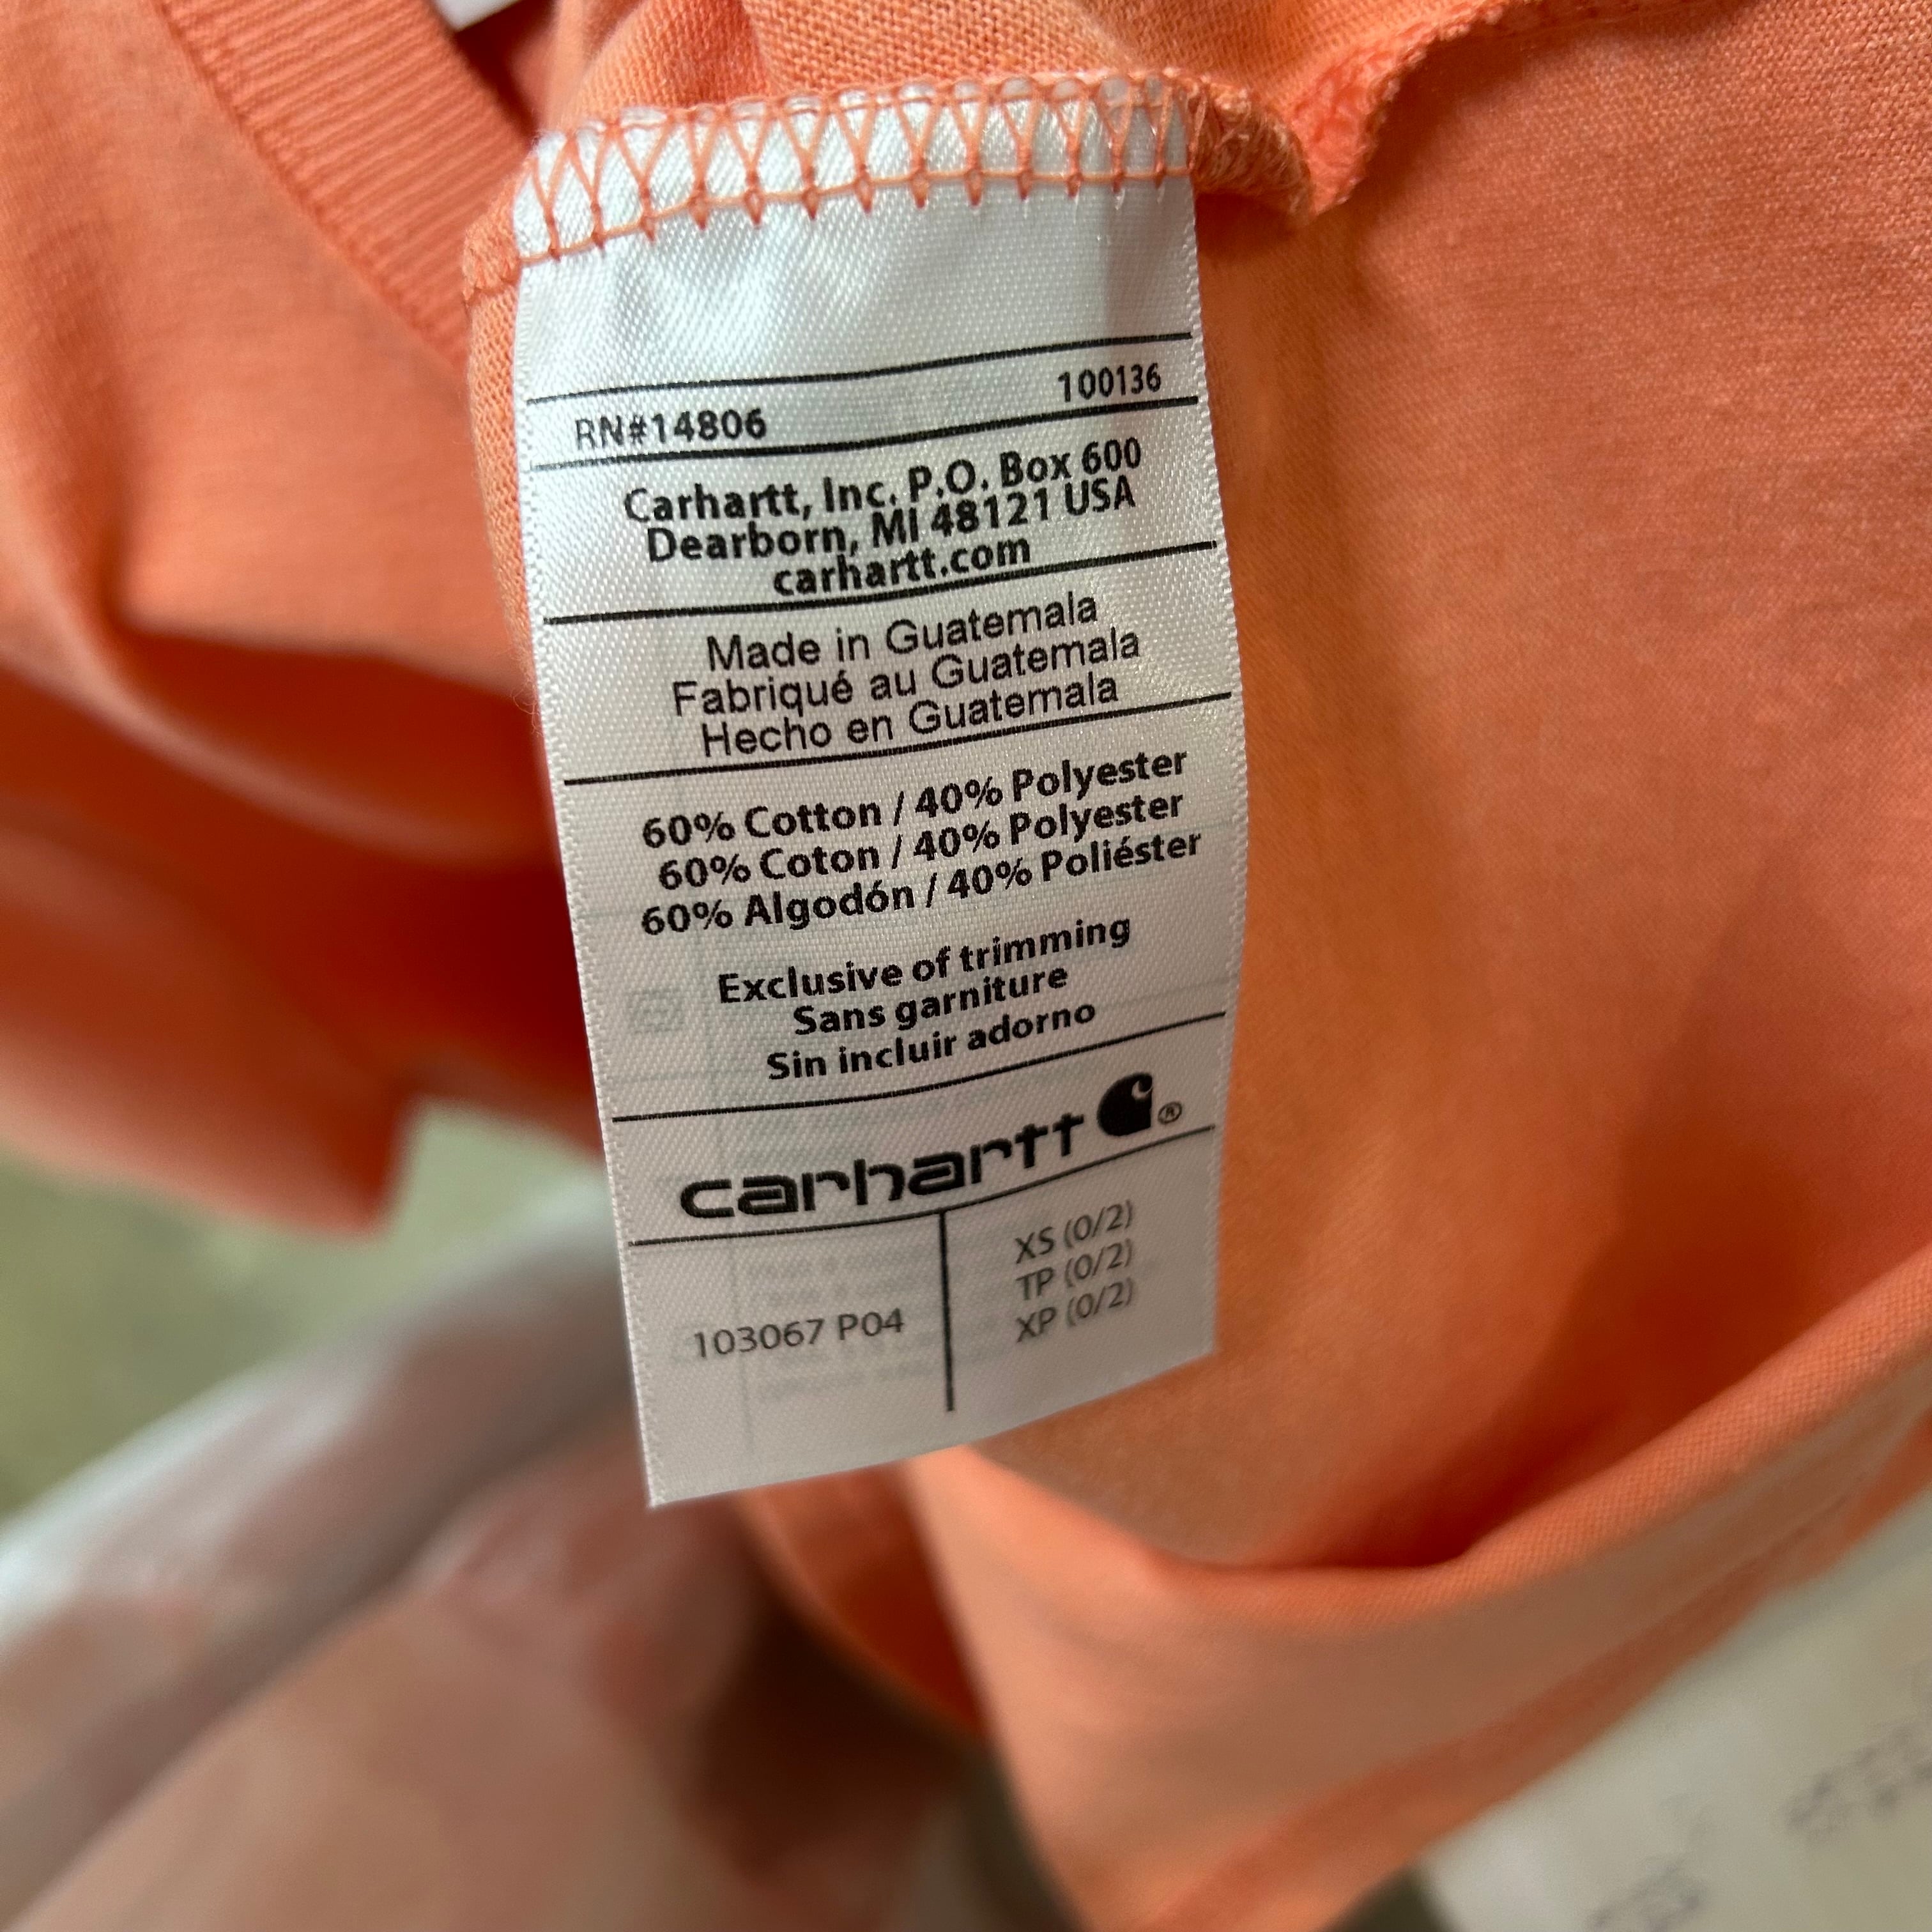 RN#14806 100136
Carhartt, Inc. P.O. Box 600
Dearborn, MI 48121 USA
carhartt.com
Made in Guatemala
Fabriqué au Guatemala
Hecho en Guatemala
60% Cotton / 40% Polyester
60% Coton / 40% Polyester
60% Algodón / 40% Poliéster
Exclusive of trimming
Sans garniture
Sin incluir adorno
carhartt ®
103067 P04
XS (0/2)
TP (0/2)
XP (0/2)